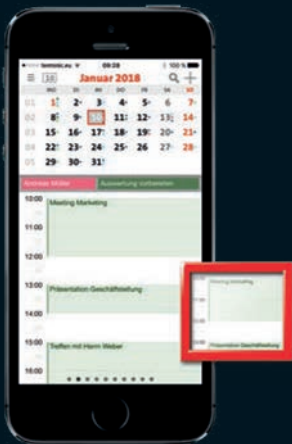 teminic.eu 09:28 100 %
10 Januar 2018
MO DI MI DO FR SA SO
01 1 2 3 4 5 6 7
02 8 9 10 11 12 13 14
03 15 16 17 18 19 20 21
04 22 23 24 25 26 27 28
05 29 30 31
Andreas Müller Auswertung vorbereiten
10:00 Meeting Marketing
11:00
12:00
13:00 Präsentation Geschäftsleitung
14:00
15:00 Treffen mit Herrn Weber
16:00
Meeting Marketing
Präsentation Geschäftsleitung